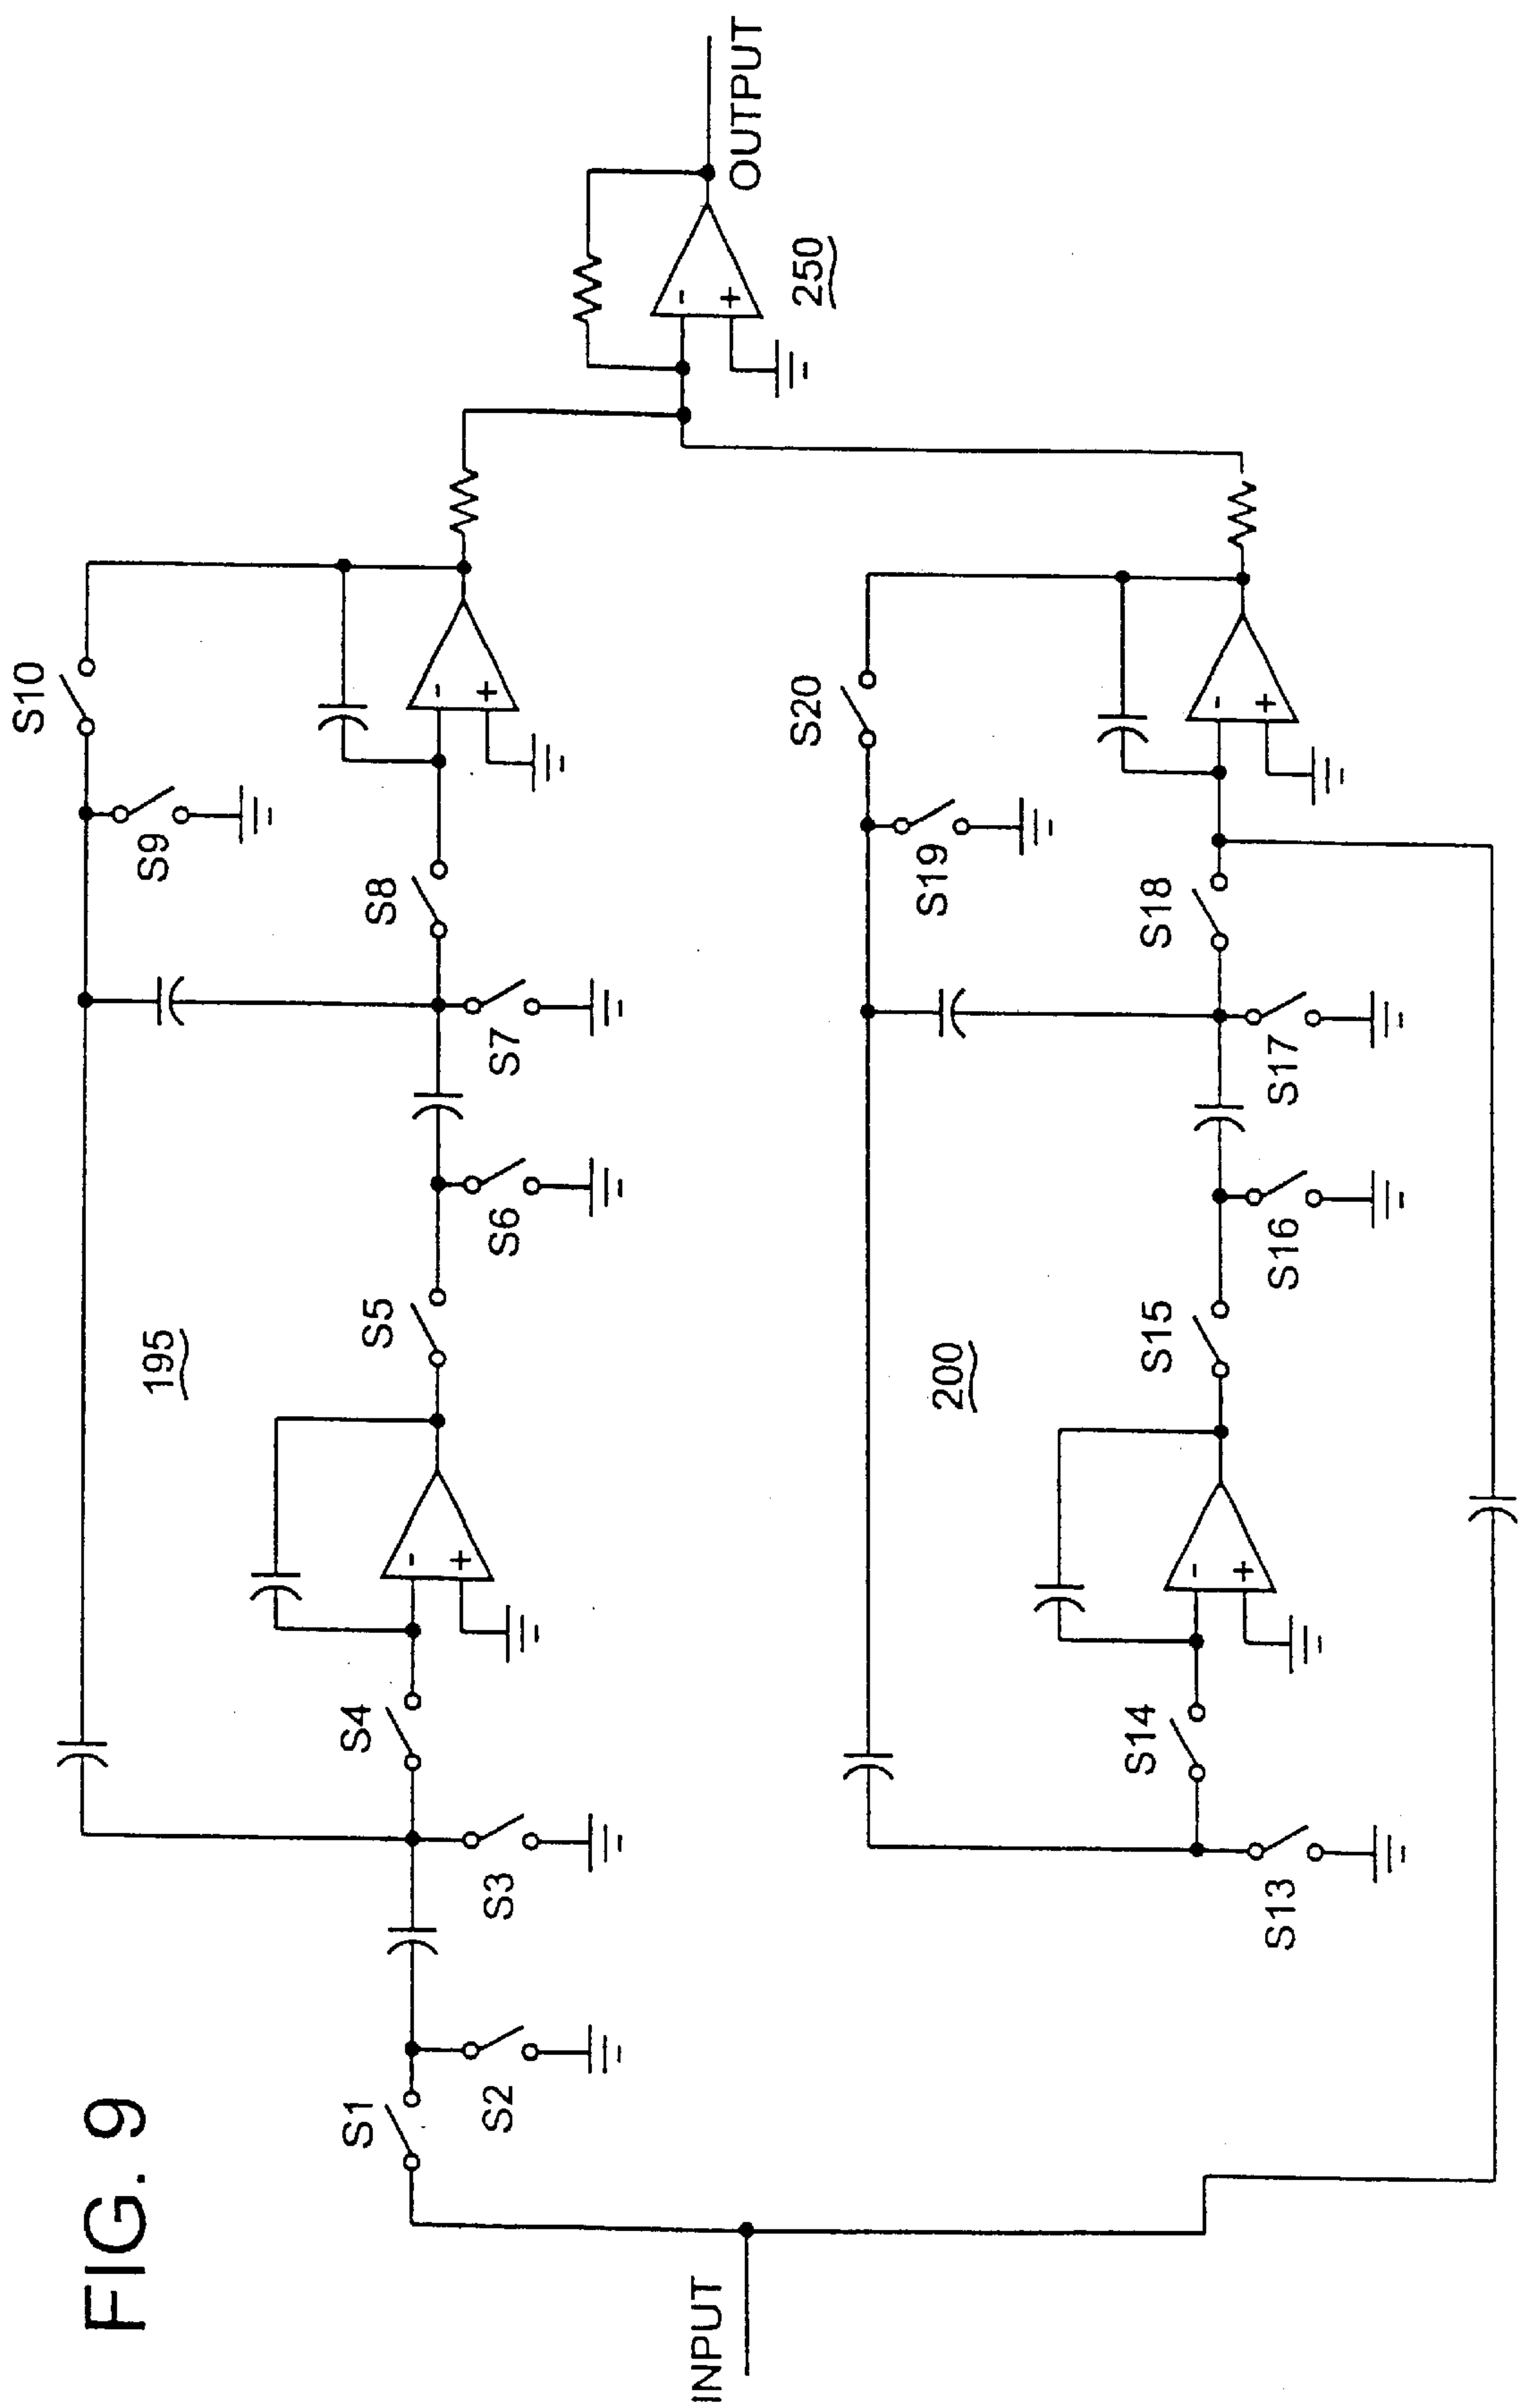 FIG. 9
INPUT
S1
S2
S3
S4
195
S5
S6
S7
S8
S9
S10
S13
S14
200
S15
S16
S17
S18
S19
S20
-
+
-
+
-
+
-
+
-
+
250
OUTPUT